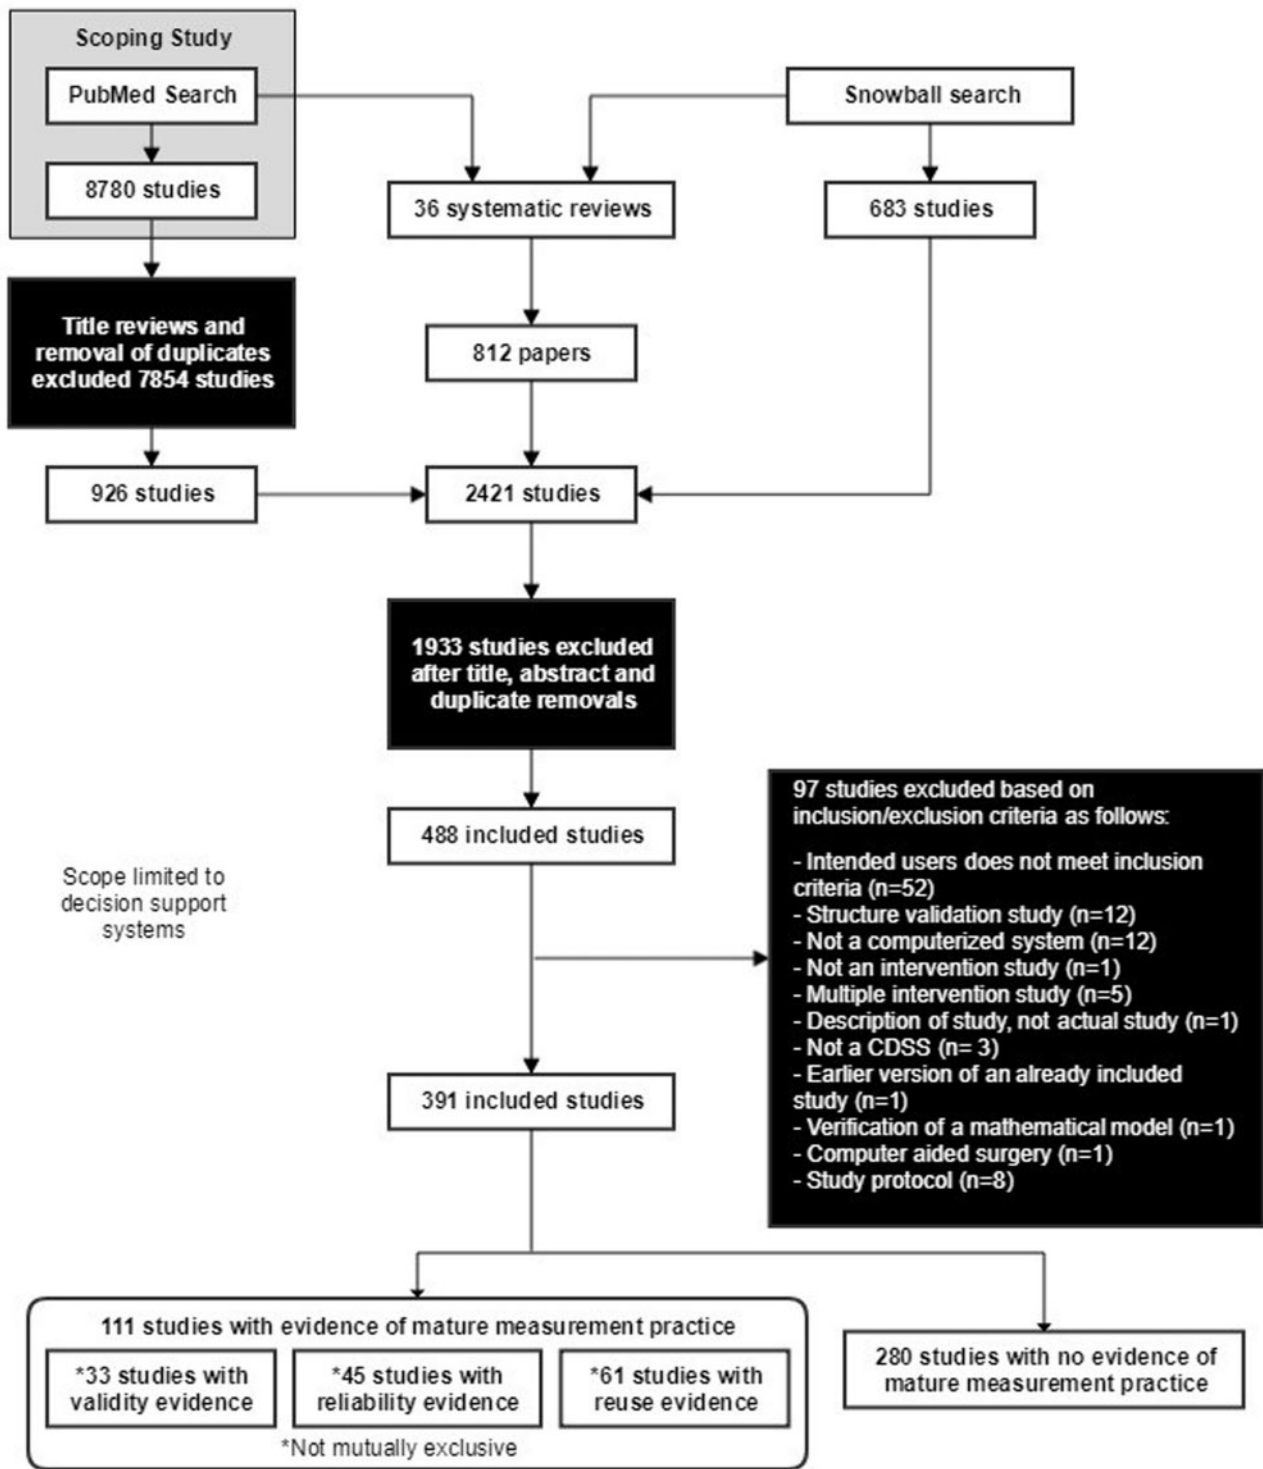 Scoping Study
PubMed Search
Snowball search
8780 studies
36 systematic reviews
683 studies
Title reviews and
removal of duplicates
excluded 7854 studies
812 papers
926 studies
2421 studies
1933 studies excluded
after title, abstract and
duplicate removals
488 included studies
97 studies excluded based on
inclusion/exclusion criteria as follows:
- Intended users does not meet inclusion
criteria (n=52)
- Structure validation study (n=12)
- Not a computerized system (n=12)
- Not an intervention study (n=1)
- Multiple intervention study (n=5)
- Description of study, not actual study (n=1)
- Not a CDSS (n= 3)
- Earlier version of an already included
study (n=1)
- Verification of a mathematical model (n=1)
- Computer aided surgery (n=1)
- Study protocol (n=8)
Scope limited to
decision support
systems
391 included studies
111 studies with evidence of mature measurement practice
*33 studies with
validity evidence
*45 studies with
reliability evidence
*61 studies with
reuse evidence
*Not mutually exclusive
280 studies with no evidence of
mature measurement practice